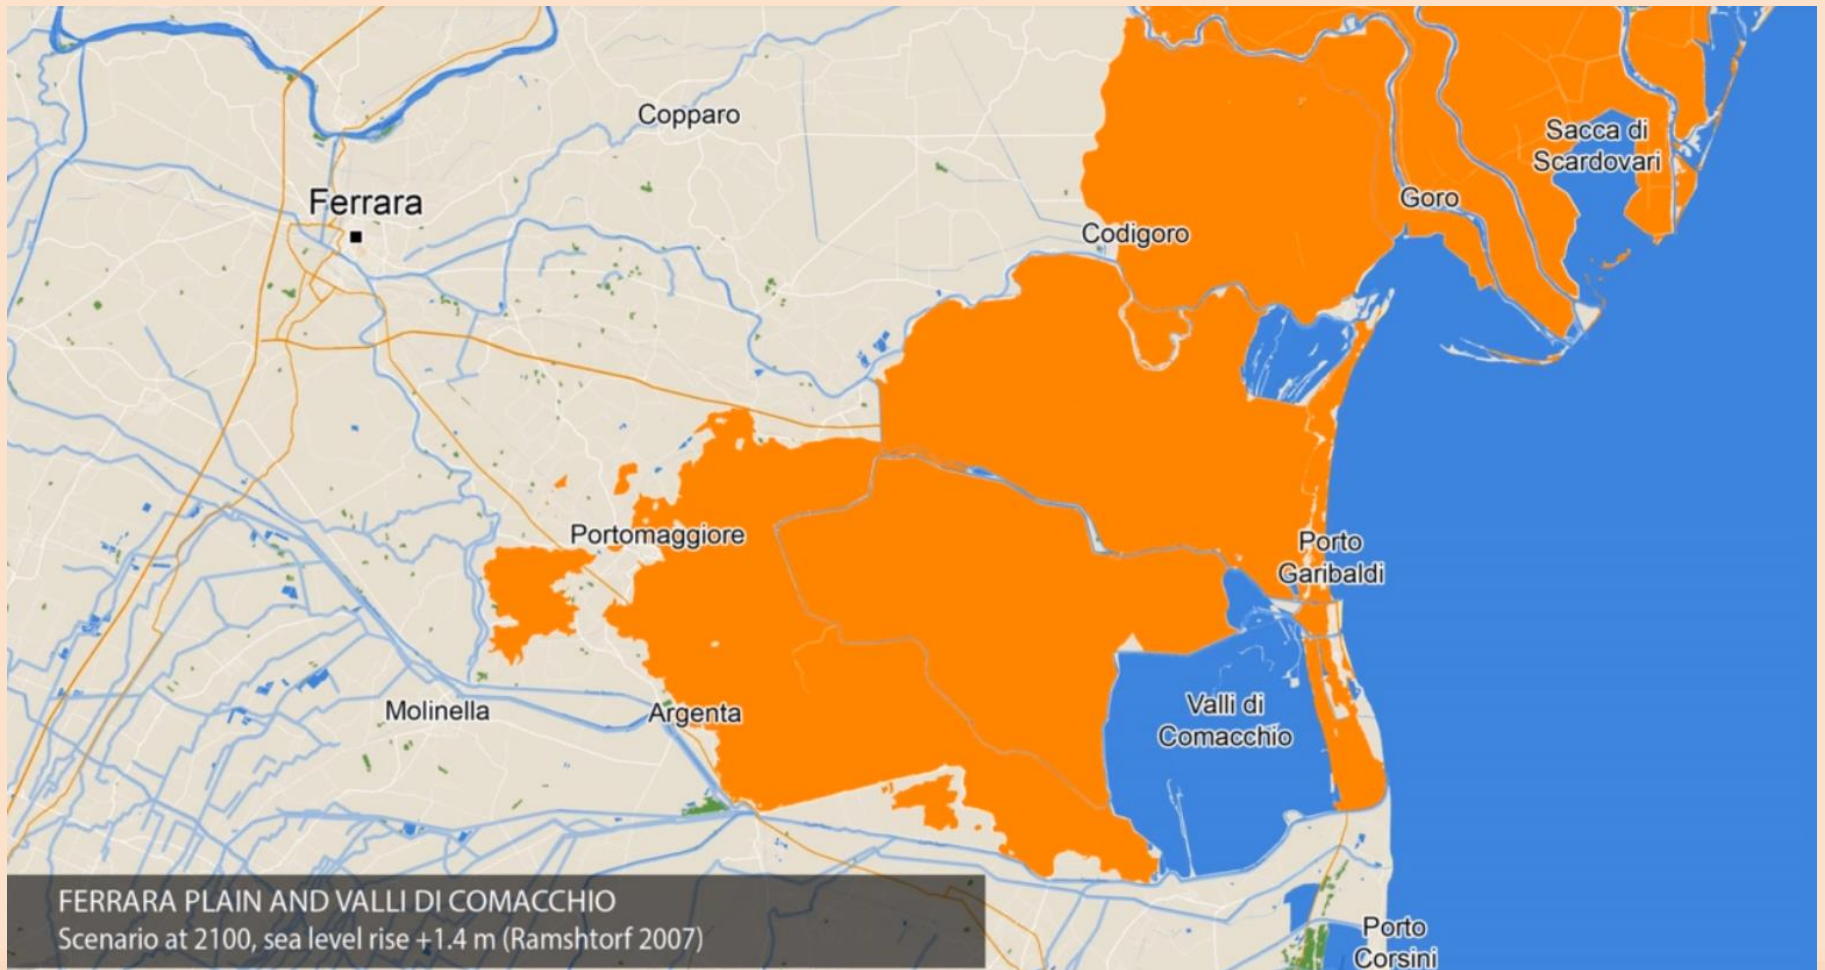 Copparo
Sacca di
Scardovari
Ferrara
Goro
Codigoro
Portomaggiore
Porto
Garibaldi
Molinella
Argenta
Valli di
Comacchio
FERRARA PLAIN AND VALLI DI COMACCHIO
Scenario at 2100, sea level rise +1.4 m (Ramshtorf 2007)
Porto
Corsini